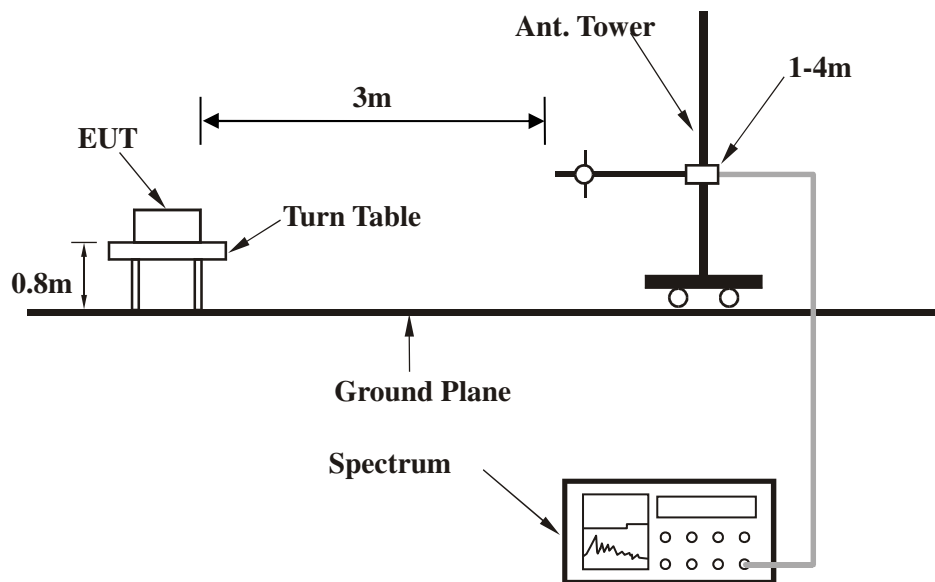 Ant. Tower
1-4m
3m
EUT
Turn Table
0.8m
Ground Plane
Spectrum